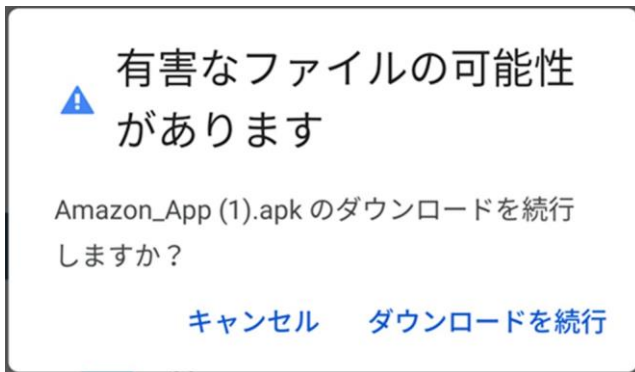 有害なファイルの可能性
があります
Amazon_App (1).apk のダウンロードを続行
しますか？
キャンセル ダウンロードを続行